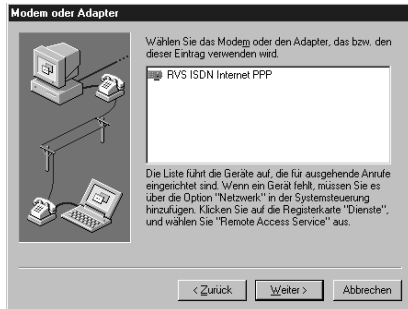 Modem oder Adapter
Wählen Sie das Modem oder den Adapter, das bzw. den
dieser Eintrag verwenden wird.
RVS ISDN Internet PPP
Die Liste führt die Geräte auf, die für ausgehende Anrufe
eingerichtet sind. Wenn ein Gerät fehlt, müssen Sie es
über die Option "Netzwerk" in der Systemsteuerung
hinzufügen. Klicken Sie auf die Registerkarte "Dienste",
und wählen Sie "Remote Access Service" aus.
< Zurück Weiter > Abbrechen